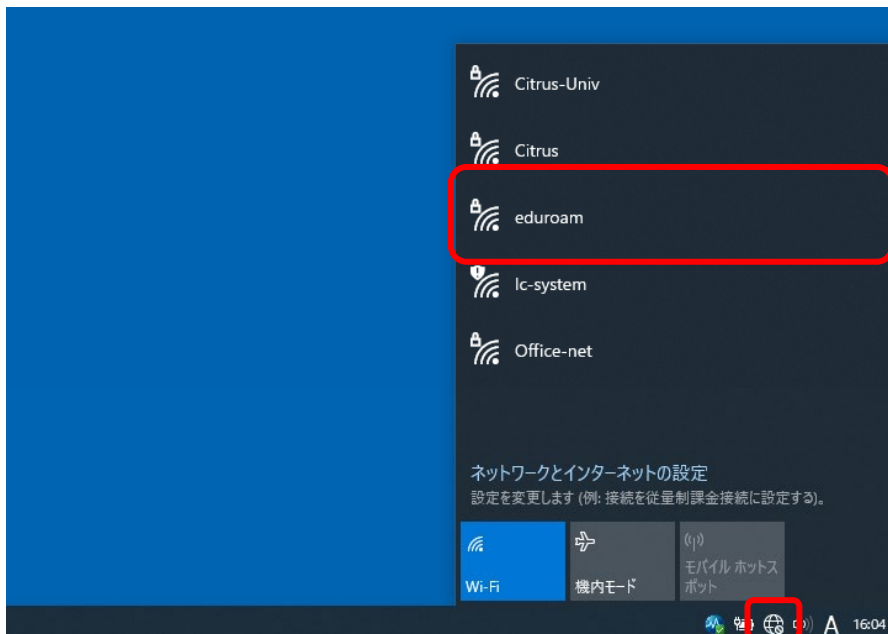 Citrus-Univ
Citrus
eduroam
lc-system
Office-net
ネットワークとインターネットの設定
設定を変更します (例: 接続を従量制課金接続に設定する)。
Wi-Fi
機内モード
モバイル ホットス
ポット
A 16:04